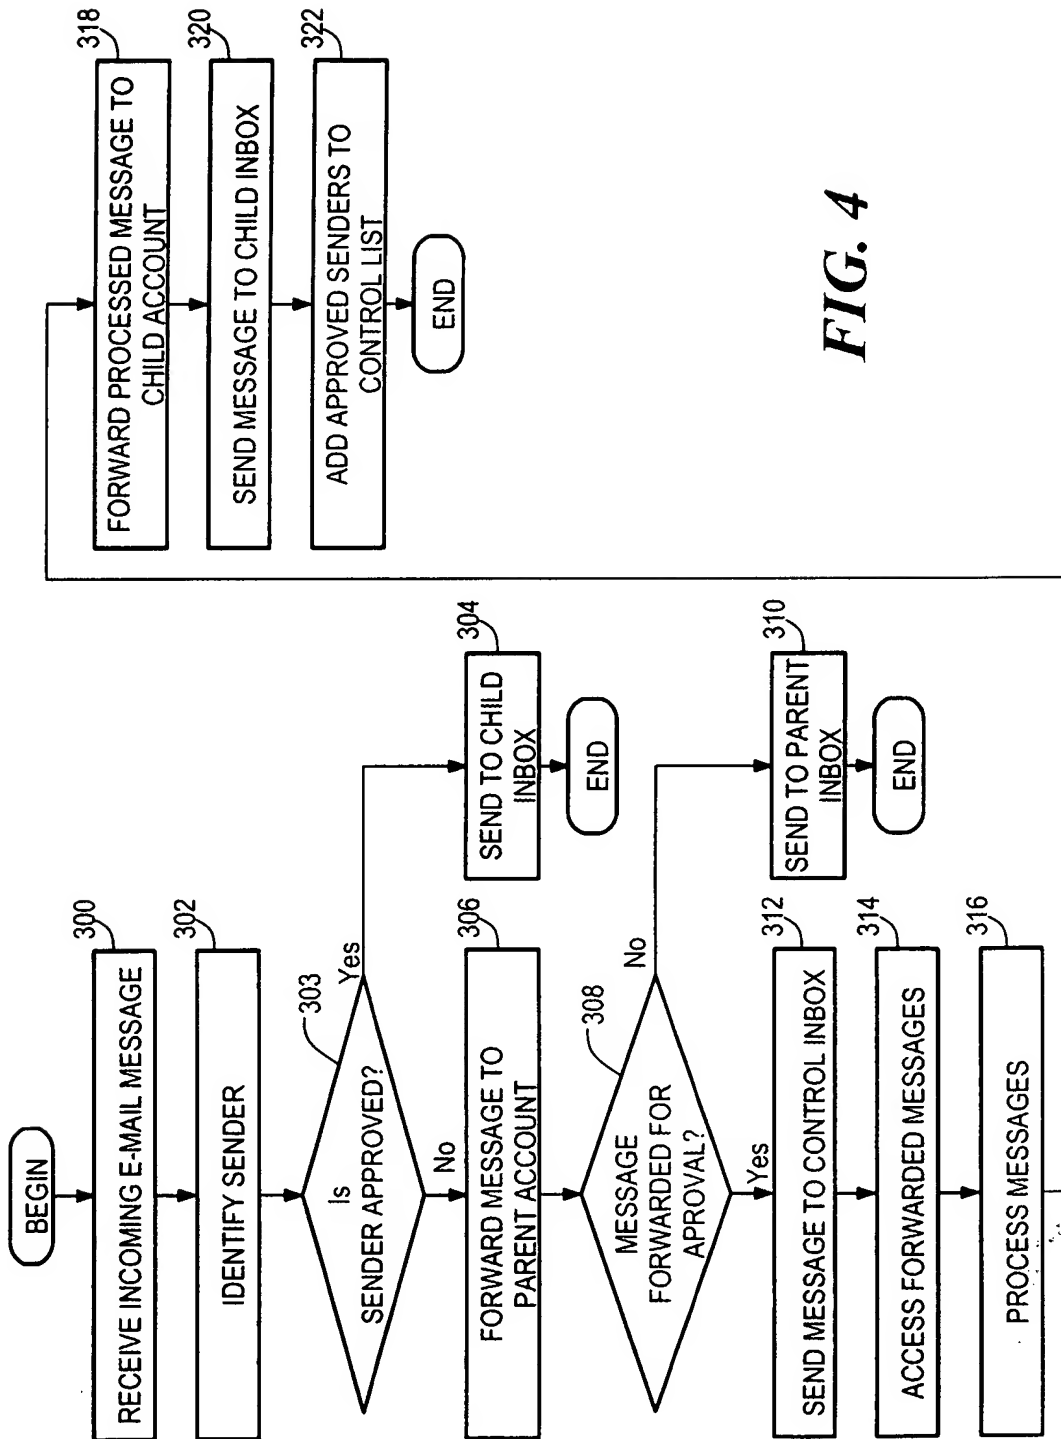 BEGIN
300
RECEIVE INCOMING E-MAIL MESSAGE
302
IDENTIFY SENDER
303
Is
SENDER APPROVED?
Yes
No
304
SEND TO CHILD
INBOX
END
306
FORWARD MESSAGE TO
PARENT ACCOUNT
308
MESSAGE
FORWARDED FOR
APROVAL?
No
Yes
310
SEND TO PARENT
INBOX
END
312
SEND MESSAGE TO CONTROL INBOX
314
ACCESS FORWARDED MESSAGES
316
PROCESS MESSAGES
318
FORWARD PROCESSED MESSAGE TO
CHILD ACCOUNT
320
SEND MESSAGE TO CHILD INBOX
322
ADD APPROVED SENDERS TO
CONTROL LIST
END
FIG. 4